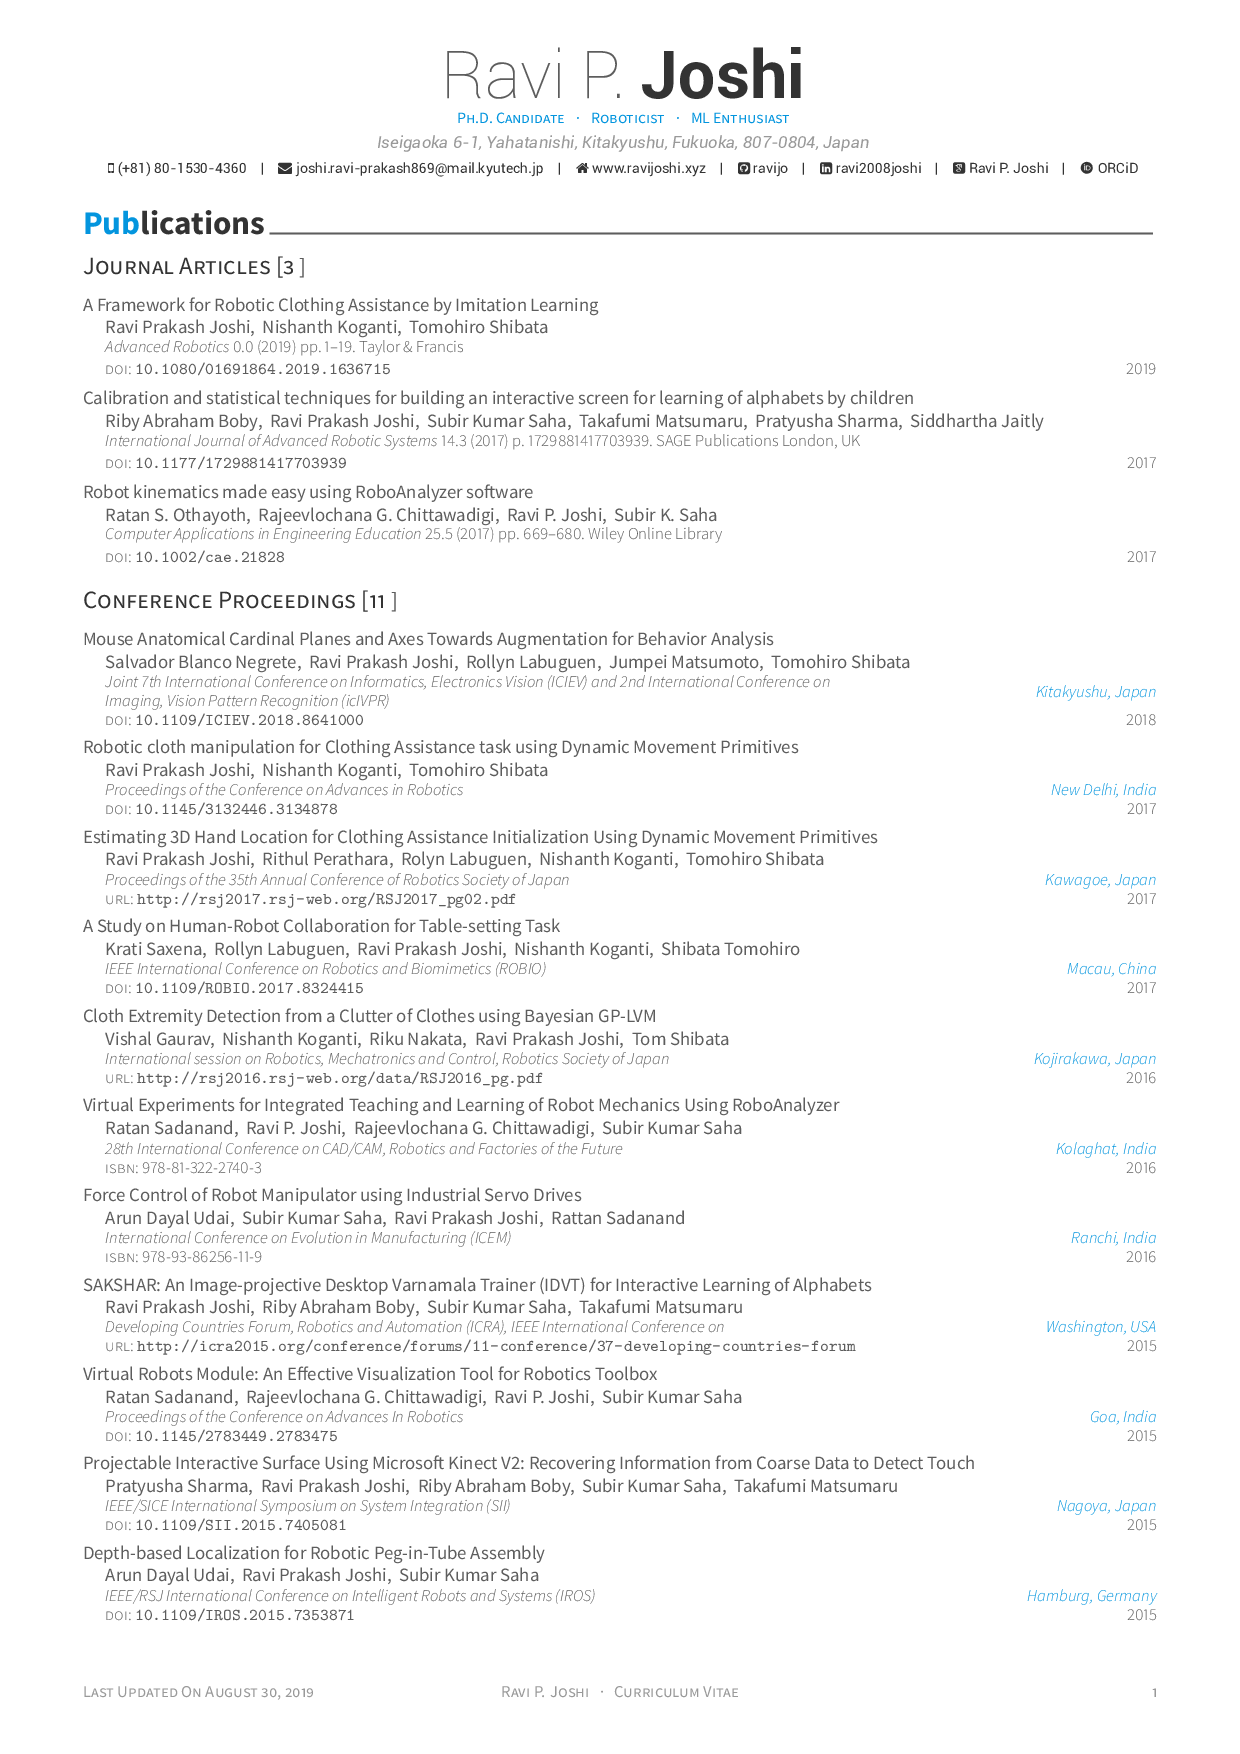 Ravi P. Joshi
Ph.D. Candidate · Roboticist · ML Enthusiast
Iseigaoka 6-1, Yahatanishi, Kitakyushu, Fukuoka, 807-0804, Japan
(+81) 80-1530-4360 | joshi.ravi-prakash869@mail.kyutech.jp | www.ravijoshi.xyz | ravijo | ravi2008joshi | Ravi P. Joshi | ORCiD
Publications
Journal Articles [3 ]
A Framework for Robotic Clothing Assistance by Imitation Learning
Ravi Prakash Joshi, Nishanth Koganti, Tomohiro Shibata
Advanced Robotics 0.0 (2019) pp. 1–19. Taylor & Francis
DOI: 10.1080/01691864.2019.1636715 2019
Calibration and statistical techniques for building an interactive screen for learning of alphabets by children
Riby Abraham Boby, Ravi Prakash Joshi, Subir Kumar Saha, Takafumi Matsumaru, Pratyusha Sharma, Siddhartha Jaitly
International Journal of Advanced Robotic Systems 14.3 (2017) p. 1729881417703939. SAGE Publications London, UK
DOI: 10.1177/1729881417703939 2017
Robot kinematics made easy using RoboAnalyzer software
Ratan S. Othayoth, Rajeevlochana G. Chittawadigi, Ravi P. Joshi, Subir K. Saha
Computer Applications in Engineering Education 25.5 (2017) pp. 669–680. Wiley Online Library
DOI: 10.1002/cae.21828 2017
Conference Proceedings [11 ]
Mouse Anatomical Cardinal Planes and Axes Towards Augmentation for Behavior Analysis
Salvador Blanco Negrete, Ravi Prakash Joshi, Rollyn Labuguen, Jumpei Matsumoto, Tomohiro Shibata
Joint 7th International Conference on Informatics, Electronics Vision (ICIEV) and 2nd International Conference on
Imaging, Vision Pattern Recognition (icIVPR) Kitakyushu, Japan
DOI: 10.1109/ICIEV.2018.8641000 2018
Robotic cloth manipulation for Clothing Assistance task using Dynamic Movement Primitives
Ravi Prakash Joshi, Nishanth Koganti, Tomohiro Shibata
Proceedings of the Conference on Advances in Robotics New Delhi, India
DOI: 10.1145/3132446.3134878 2017
Estimating 3D Hand Location for Clothing Assistance Initialization Using Dynamic Movement Primitives
Ravi Prakash Joshi, Rithul Perathara, Rolyn Labuguen, Nishanth Koganti, Tomohiro Shibata
Proceedings of the 35th Annual Conference of Robotics Society of Japan Kawagoe, Japan
URL: http://rsj2017.rsj-web.org/RSJ2017_pg02.pdf 2017
A Study on Human-Robot Collaboration for Table-setting Task
Krati Saxena, Rollyn Labuguen, Ravi Prakash Joshi, Nishanth Koganti, Shibata Tomohiro
IEEE International Conference on Robotics and Biomimetics (ROBIO) Macau, China
DOI: 10.1109/ROBIO.2017.8324415 2017
Cloth Extremity Detection from a Clutter of Clothes using Bayesian GP-LVM
Vishal Gaurav, Nishanth Koganti, Riku Nakata, Ravi Prakash Joshi, Tom Shibata
International session on Robotics, Mechatronics and Control, Robotics Society of Japan Kojirakawa, Japan
URL: http://rsj2016.rsj-web.org/data/RSJ2016_pg.pdf 2016
Virtual Experiments for Integrated Teaching and Learning of Robot Mechanics Using RoboAnalyzer
Ratan Sadanand, Ravi P. Joshi, Rajeevlochana G. Chittawadigi, Subir Kumar Saha
28th International Conference on CAD/CAM, Robotics and Factories of the Future Kolaghat, India
ISBN: 978-81-322-2740-3 2016
Force Control of Robot Manipulator using Industrial Servo Drives
Arun Dayal Udai, Subir Kumar Saha, Ravi Prakash Joshi, Rattan Sadanand
International Conference on Evolution in Manufacturing (ICEM) Ranchi, India
ISBN: 978-93-86256-11-9 2016
SAKSHAR: An Image-projective Desktop Varnamala Trainer (IDVT) for Interactive Learning of Alphabets
Ravi Prakash Joshi, Riby Abraham Boby, Subir Kumar Saha, Takafumi Matsumaru
Developing Countries Forum, Robotics and Automation (ICRA), IEEE International Conference on Washington, USA
URL: http://icra2015.org/conference/forums/11-conference/37-developing-countries-forum 2015
Virtual Robots Module: An Effective Visualization Tool for Robotics Toolbox
Ratan Sadanand, Rajeevlochana G. Chittawadigi, Ravi P. Joshi, Subir Kumar Saha
Proceedings of the Conference on Advances In Robotics Goa, India
DOI: 10.1145/2783449.2783475 2015
Projectable Interactive Surface Using Microsoft Kinect V2: Recovering Information from Coarse Data to Detect Touch
Pratyusha Sharma, Ravi Prakash Joshi, Riby Abraham Boby, Subir Kumar Saha, Takafumi Matsumaru
IEEE/SICE International Symposium on System Integration (SII) Nagoya, Japan
DOI: 10.1109/SII.2015.7405081 2015
Depth-based Localization for Robotic Peg-in-Tube Assembly
Arun Dayal Udai, Ravi Prakash Joshi, Subir Kumar Saha
IEEE/RSJ International Conference on Intelligent Robots and Systems (IROS) Hamburg, Germany
DOI: 10.1109/IROS.2015.7353871 2015
Last Updated On August 30, 2019 Ravi P. Joshi · Curriculum Vitae 1